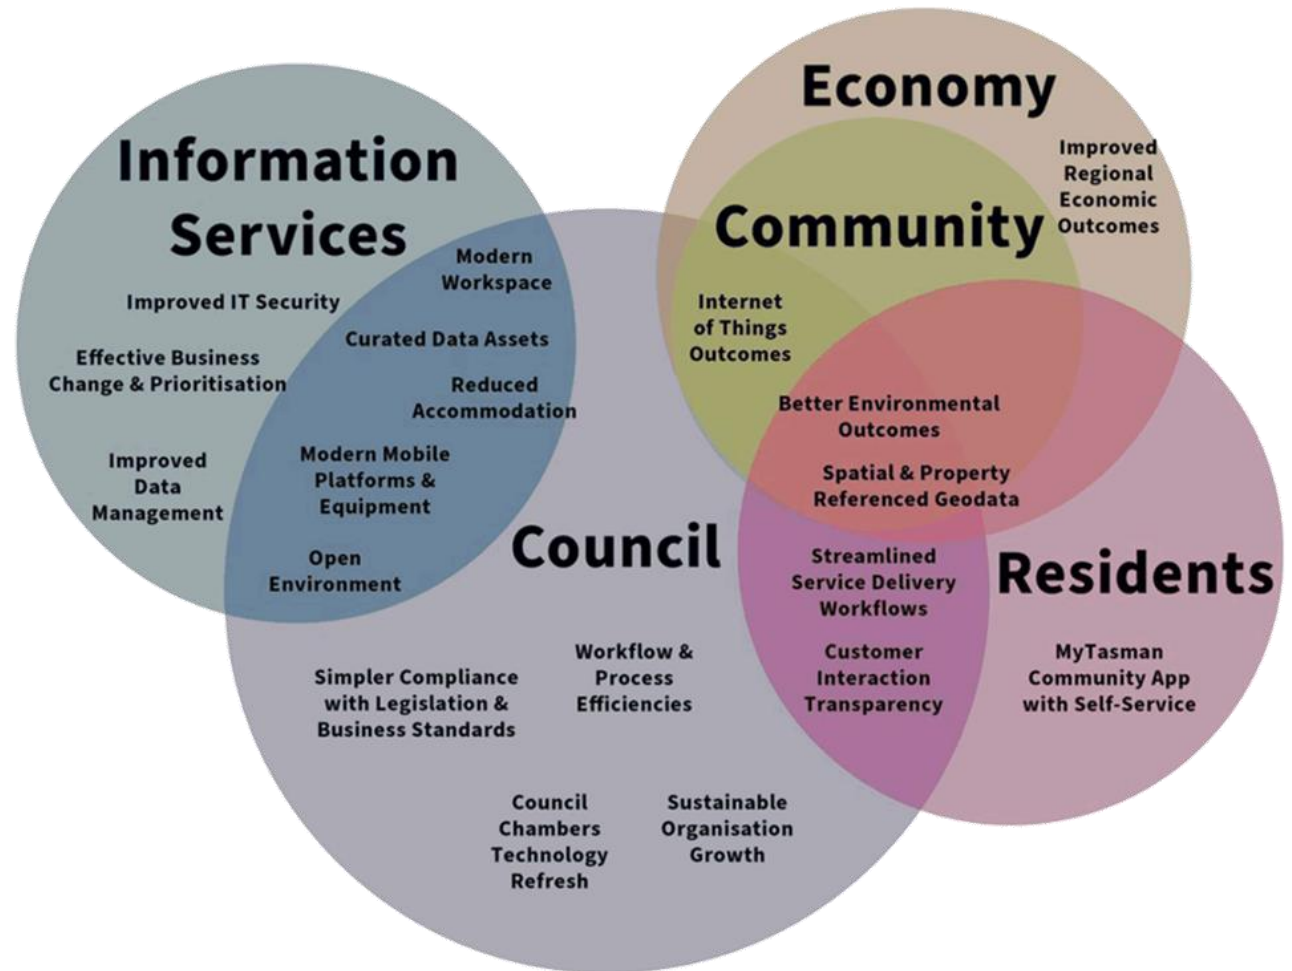 Economy
Improved
Regional
Economic
Outcomes
Information
Services
Community
Modern
Workspace
Improved IT Security
Internet
of Things
Outcomes
Curated Data Assets
Effective Business
Change & Prioritisation
Reduced
Accommodation
Better Environmental
Outcomes
Improved
Data
Management
Modern Mobile
Platforms &
Equipment
Spatial & Property
Referenced Geodata
Council
Open
Environment
Streamlined
Service Delivery
Workflows
Residents
Simpler Compliance
with Legislation &
Business Standards
Workflow &
Process
Efficiencies
Customer
Interaction
Transparency
MyTasman
Community App
with Self-Service
Council
Chambers
Technology
Refresh
Sustainable
Organisation
Growth